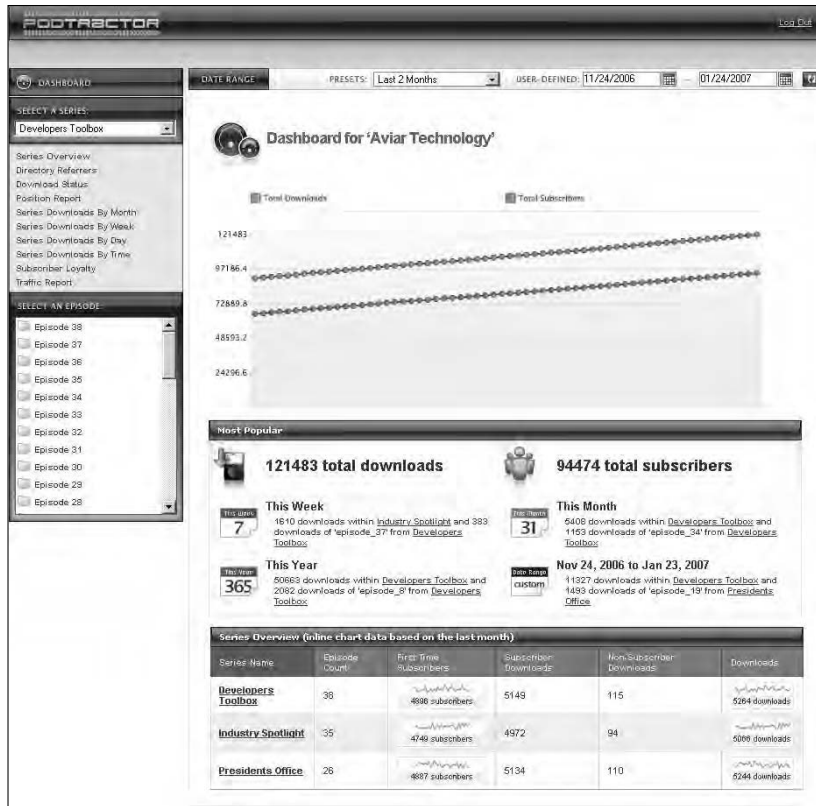 PODTRACTOR
Log Out
DASHBOARD
DATE RANGE
PRESETS: Last 2 Months
USER-DEFINED: 11/24/2006 — 01/24/2007
SELECT A SERIES:
Developers Toolbox
Series Overview
Directory Referrers
Download Status
Position Report
Series Downloads By Month
Series Downloads By Week
Series Downloads By Day
Series Downloads By Time
Subscriber Loyalty
Traffic Report
SELECT AN EPISODE:
Episode 38
Episode 37
Episode 36
Episode 35
Episode 34
Episode 33
Episode 32
Episode 31
Episode 30
Episode 29
Episode 28
Dashboard for 'Aviar Technology'
Total Downloads
Total Subscribers
121483
97186.4
72889.8
48593.2
24296.6
Most Popular
121483 total downloads
94474 total subscribers
This Week
7
This Week
1610 downloads within Industry Spotlight and 383
downloads of 'episode_37' from Developers
Toolbox
This Month
31
This Month
5408 downloads within Developers Toolbox and
1153 downloads of 'episode_34' from Developers
Toolbox
This Year
365
This Year
50663 downloads within Developers Toolbox and
2082 downloads of 'episode_8' from Developers
Toolbox
Date Range
custom
Nov 24, 2006 to Jan 23, 2007
11327 downloads within Developers Toolbox and
1493 downloads of 'episode_19' from Presidents
Office
Series Overview (inline chart data based on the last month)
Series Name
Episode Count
First Time Subscribers
Subscriber Downloads
Non-Subscriber Downloads
Downloads
Developers Toolbox
38
4898 subscribers
5149
115
5264 downloads
Industry Spotlight
35
4749 subscribers
4972
94
5066 downloads
Presidents Office
26
4887 subscribers
5134
110
5244 downloads